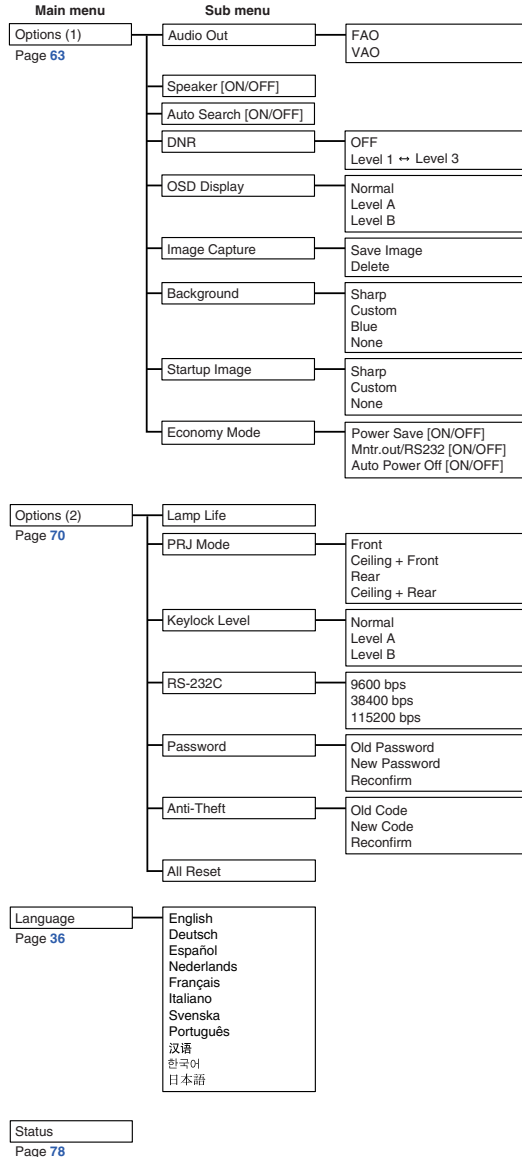 Main menu Sub menu
Options (1)
Page 63
Audio Out
FAO
VAO
Speaker [ON/OFF]
Auto Search [ON/OFF]
DNR
OFF
Level 1 ↔ Level 3
OSD Display
Normal
Level A
Level B
Image Capture
Save Image
Delete
Background
Sharp
Custom
Blue
None
Startup Image
Sharp
Custom
None
Economy Mode
Power Save [ON/OFF]
Mntr.out/RS232 [ON/OFF]
Auto Power Off [ON/OFF]
Options (2)
Page 70
Lamp Life
PRJ Mode
Front
Ceiling + Front
Rear
Ceiling + Rear
Keylock Level
Normal
Level A
Level B
RS-232C
9600 bps
38400 bps
115200 bps
Password
Old Password
New Password
Reconfirm
Anti-Theft
Old Code
New Code
Reconfirm
All Reset
Language
Page 36
English
Deutsch
Español
Nederlands
Français
Italiano
Svenska
Português
汉语
한국어
日本語
Status
Page 78